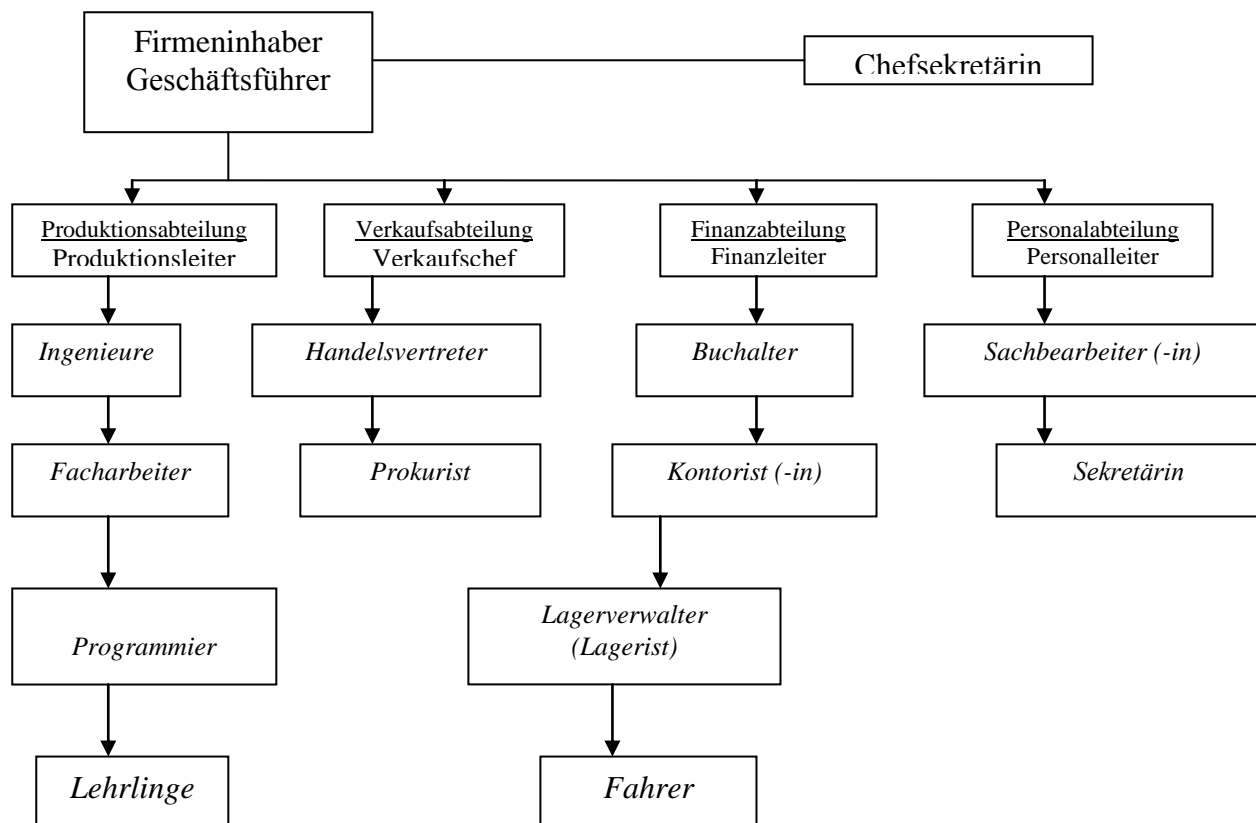 Firmeninhaber
Geschäftsführer
Chefsekretärin
Produktionsabteilung
Produktionsleiter
Verkaufsabteilung
Verkaufschef
Finanzabteilung
Finanzleiter
Personalabteilung
Personalleiter
Ingenieure
Handelsvertreter
Buchalter
Sachbearbeiter (-in)
Facharbeiter
Prokurist
Kontorist (-in)
Sekretärin
Programmier
Lagerverwalter
(Lagerist)
Lehrlinge
Fahrer